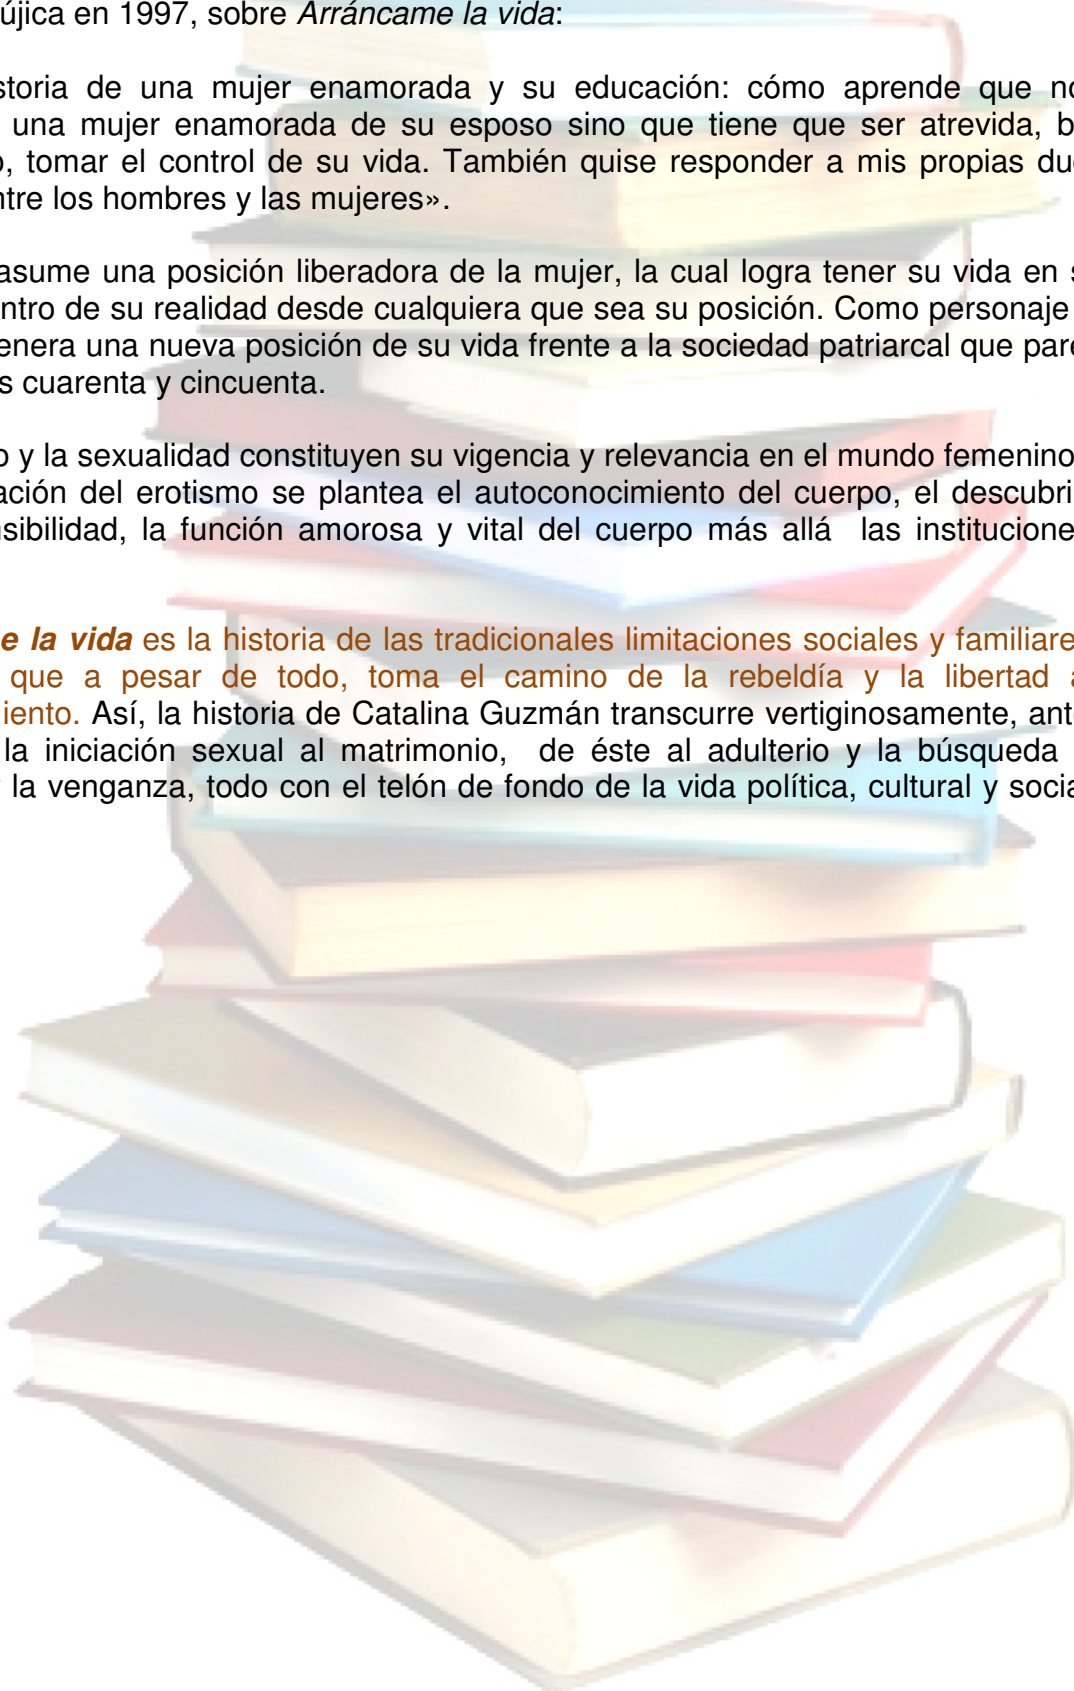 újica en 1997, sobre Arráncame la vida:
storia de una mujer enamorada y su educación: cómo aprende que no
una mujer enamorada de su esposo sino que tiene que ser atrevida, b
o, tomar el control de su vida. También quise responder a mis propias du
ntre los hombres y las mujeres».
asume una posición liberadora de la mujer, la cual logra tener su vida en s
ntro de su realidad desde cualquiera que sea su posición. Como personaje
enera una nueva posición de su vida frente a la sociedad patriarcal que par
s cuarenta y cincuenta.
o y la sexualidad constituyen su vigencia y relevancia en el mundo femenino
ación del erotismo se plantea el autoconocimiento del cuerpo, el descubri
nsibilidad, la función amorosa y vital del cuerpo más allá las institucione
e la vida es la historia de las tradicionales limitaciones sociales y familiare
que a pesar de todo, toma el camino de la rebeldía y la libertad a
iento. Así, la historia de Catalina Guzmán transcurre vertiginosamente, ant
la iniciación sexual al matrimonio, de éste al adulterio y la búsqueda
y la venganza, todo con el telón de fondo de la vida política, cultural y socia